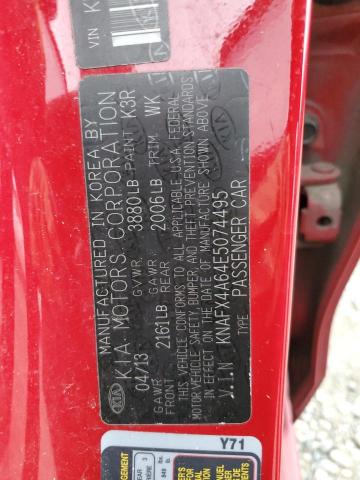 VIN K
MANUFACTURED IN KOREA BY
KIA MOTORS CORPORATION
04/13 GVWR 3880LB PAINT K3R
GAWR FRONT 2161LB GAWR REAR 2006LB TRIM WK
THIS VEHICLE CONFORMS TO ALL APPLICABLE U.S.A. FEDERAL
MOTOR VEHICLE SAFETY, BUMPER, AND THEFT PREVENTION STANDARDS
IN EFFECT ON THE DATE OF MANUFACTURE SHOWN ABOVE
V.I.N KNAFX4A64E5074495
TYPE PASSENGER CAR
KIA
Y71